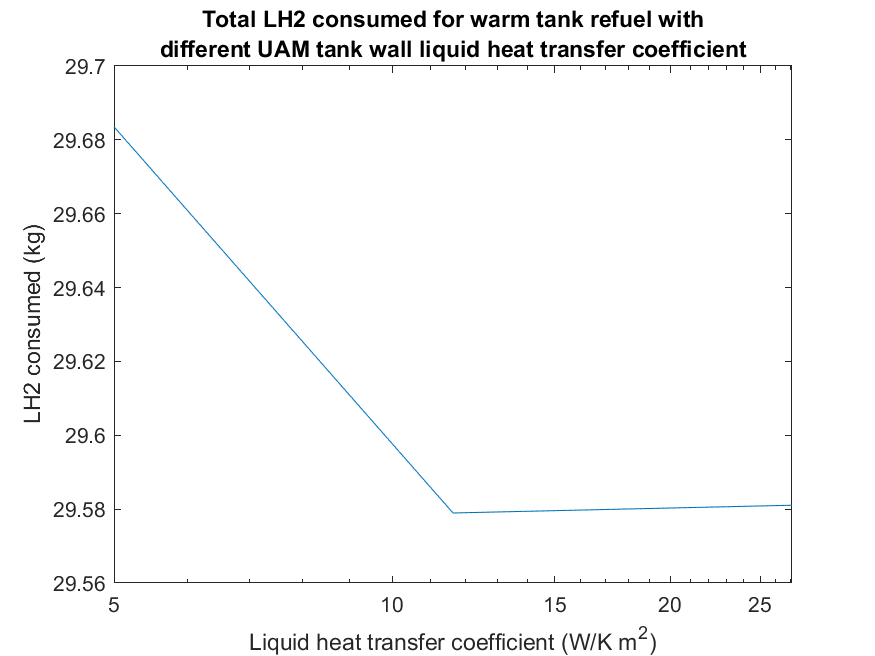 Total LH2 consumed for warm tank refuel with
different UAM tank wall liquid heat transfer coefficient
29.7
29.68
29.66
29.64
29.62
29.6
29.58
29.56
LH2 consumed (kg)
5 10 15 20 25
Liquid heat transfer coefficient (W/K m²)